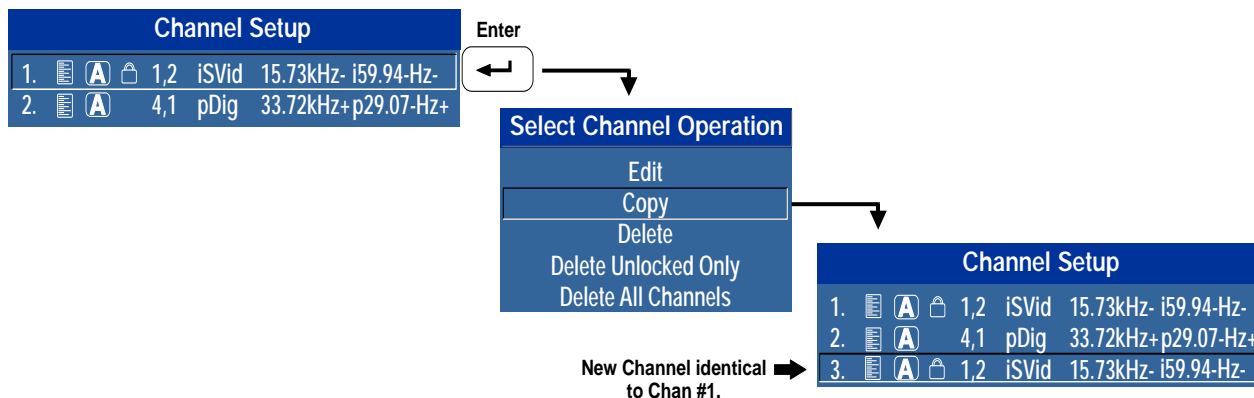 Channel Setup
1. A 1,2 iSVid 15.73kHz- i59.94-Hz-
2. A 4,1 pDig 33.72kHz+ p29.07-Hz+
Enter
Select Channel Operation
Edit
Copy
Delete
Delete Unlocked Only
Delete All Channels
Channel Setup
1. A 1,2 iSVid 15.73kHz- i59.94-Hz-
2. A 4,1 pDig 33.72kHz+ p29.07-Hz+
3. A 1,2 iSVid 15.73kHz- i59.94-Hz-
New Channel identical
to Chan #1.